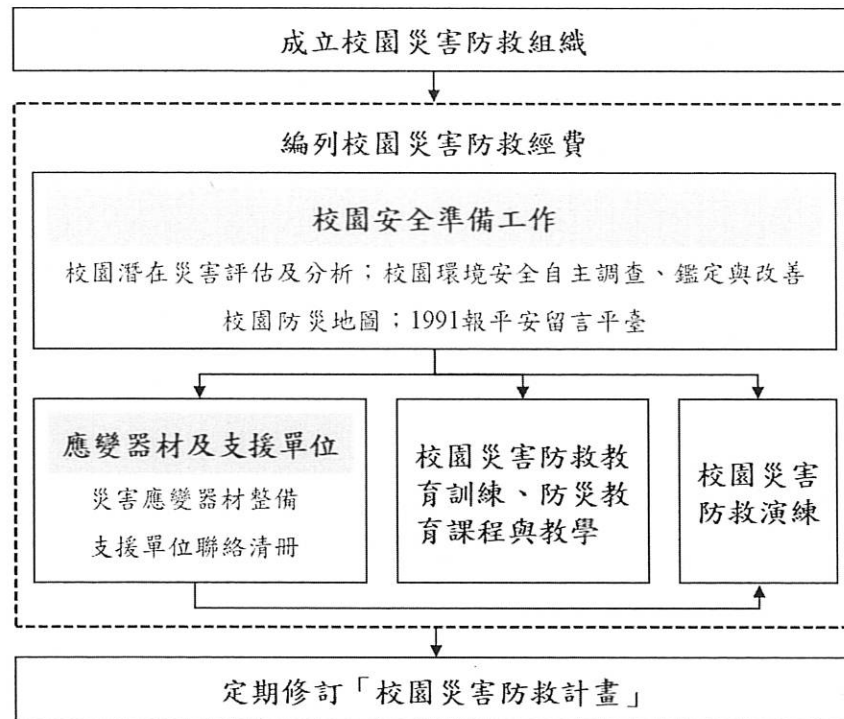 成立校園災害防救組織
編列校園災害防救經費
校園安全準備工作
校園潛在災害評估及分析；校園環境安全自主調查、鑑定與改善
校園防災地圖；1991報平安留言平臺
應變器材及支援單位
災害應變器材整備
支援單位聯絡清冊
校園災害防救教
育訓練、防災教
育課程與教學
校園災害
防救演練
定期修訂「校園災害防救計畫」